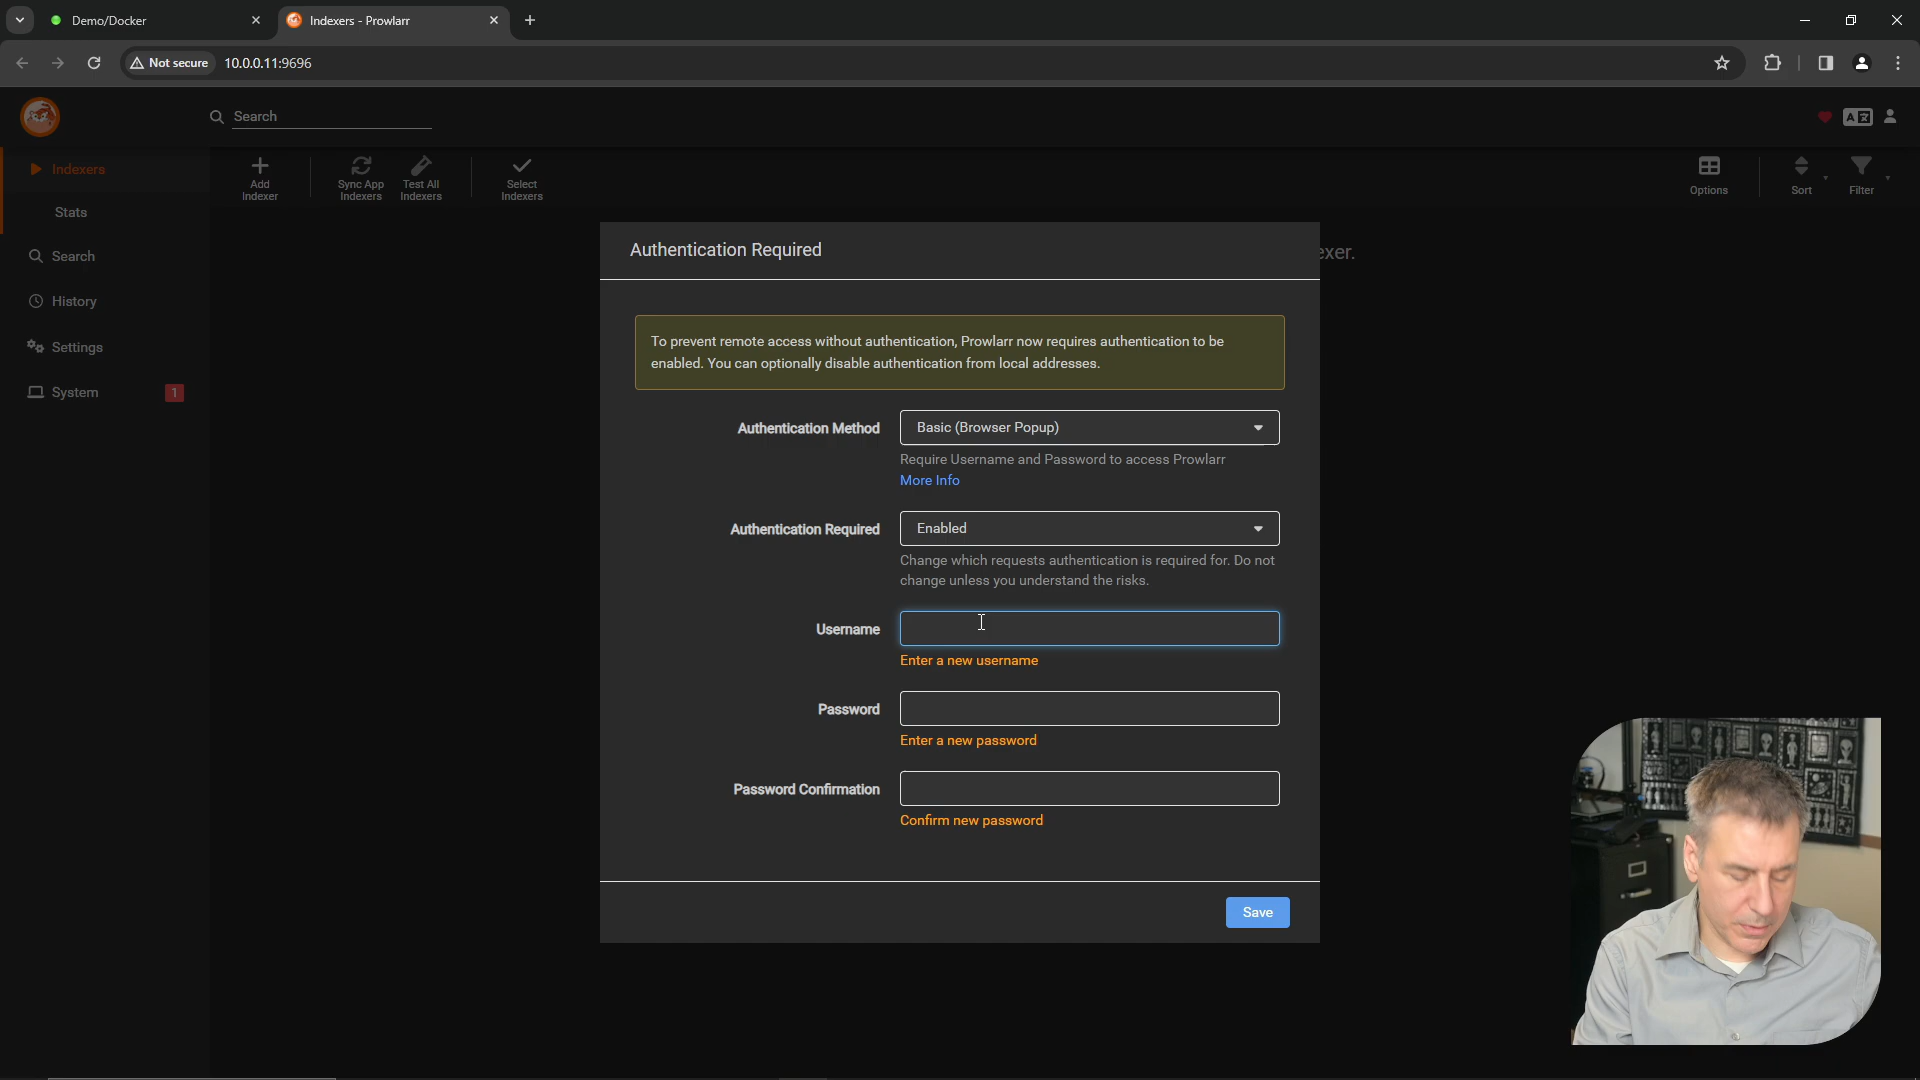 Demo/Docker
Indexers - Prowlarr
Not secure
10.0.0.11:9696
Search
Indexers
Stats
Search
History
Settings
System
1
Add
Indexer
Sync App
Indexers
Test All
Indexers
Select
Indexers
Options
Sort
Filter
exer.
Authentication Required
To prevent remote access without authentication, Prowlarr now requires authentication to be
enabled. You can optionally disable authentication from local addresses.
Authentication Method
Basic (Browser Popup)
Require Username and Password to access Prowlarr
More Info
Authentication Required
Enabled
Change which requests authentication is required for. Do not
change unless you understand the risks.
Username
Enter a new username
Password
Enter a new password
Password Confirmation
Confirm new password
Save